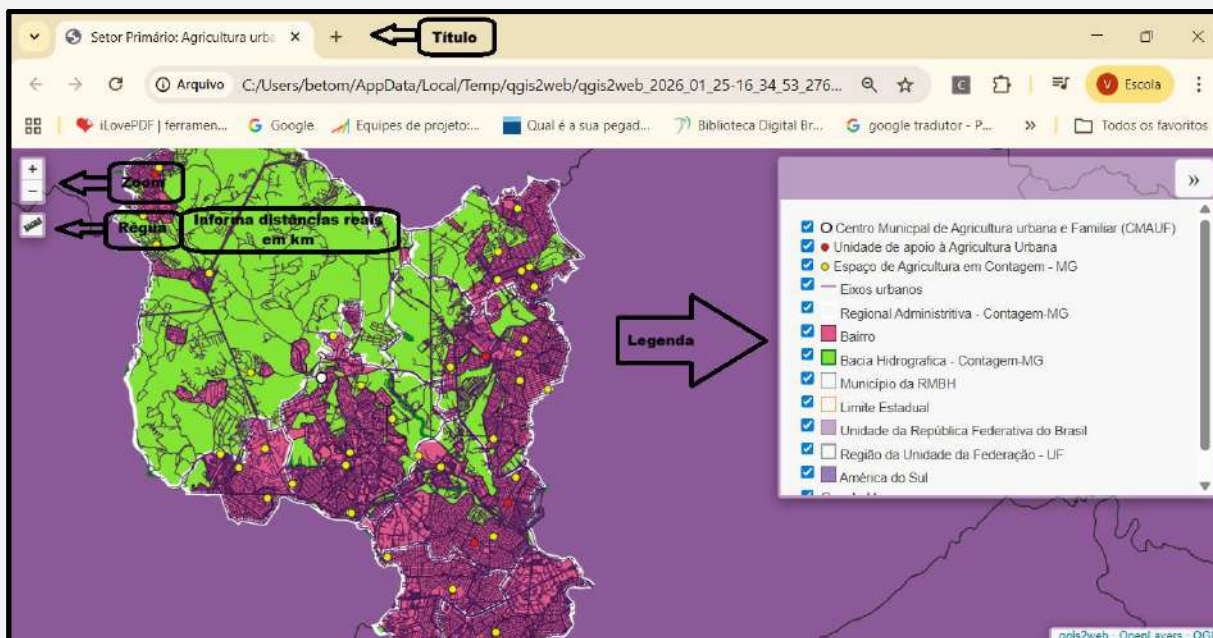 Setor Primário: Agricultura urba
Título
Arquivo C:/Users/betom/AppData/Local/Temp/qgis2web/qgis2web_2026_01_25-16_34_53_276...
Escola
iLovePDF | ferramen...
Google
Equipes de projeto:...
Qual é a sua pegad...
Biblioteca Digital Br...
google tradutor - P...
Todos os favoritos
Zoom
Régua
Informa distâncias reais
em km
Legenda
Centro Municpal de Agricultura urbana e Familiar (CMAUF)
Unidade de apoio à Agricultura Urbana
Espaço de Agricultura em Contagem - MG
Eixos urbanos
Regional Administritiva - Contagem-MG
Bairro
Bacia Hidrografica - Contagem-MG
Município da RMBH
Limite Estadual
Unidade da República Federativa do Brasil
Região da Unidade da Federação - UF
América do Sul
qgis2web · OpenLayers · QGI